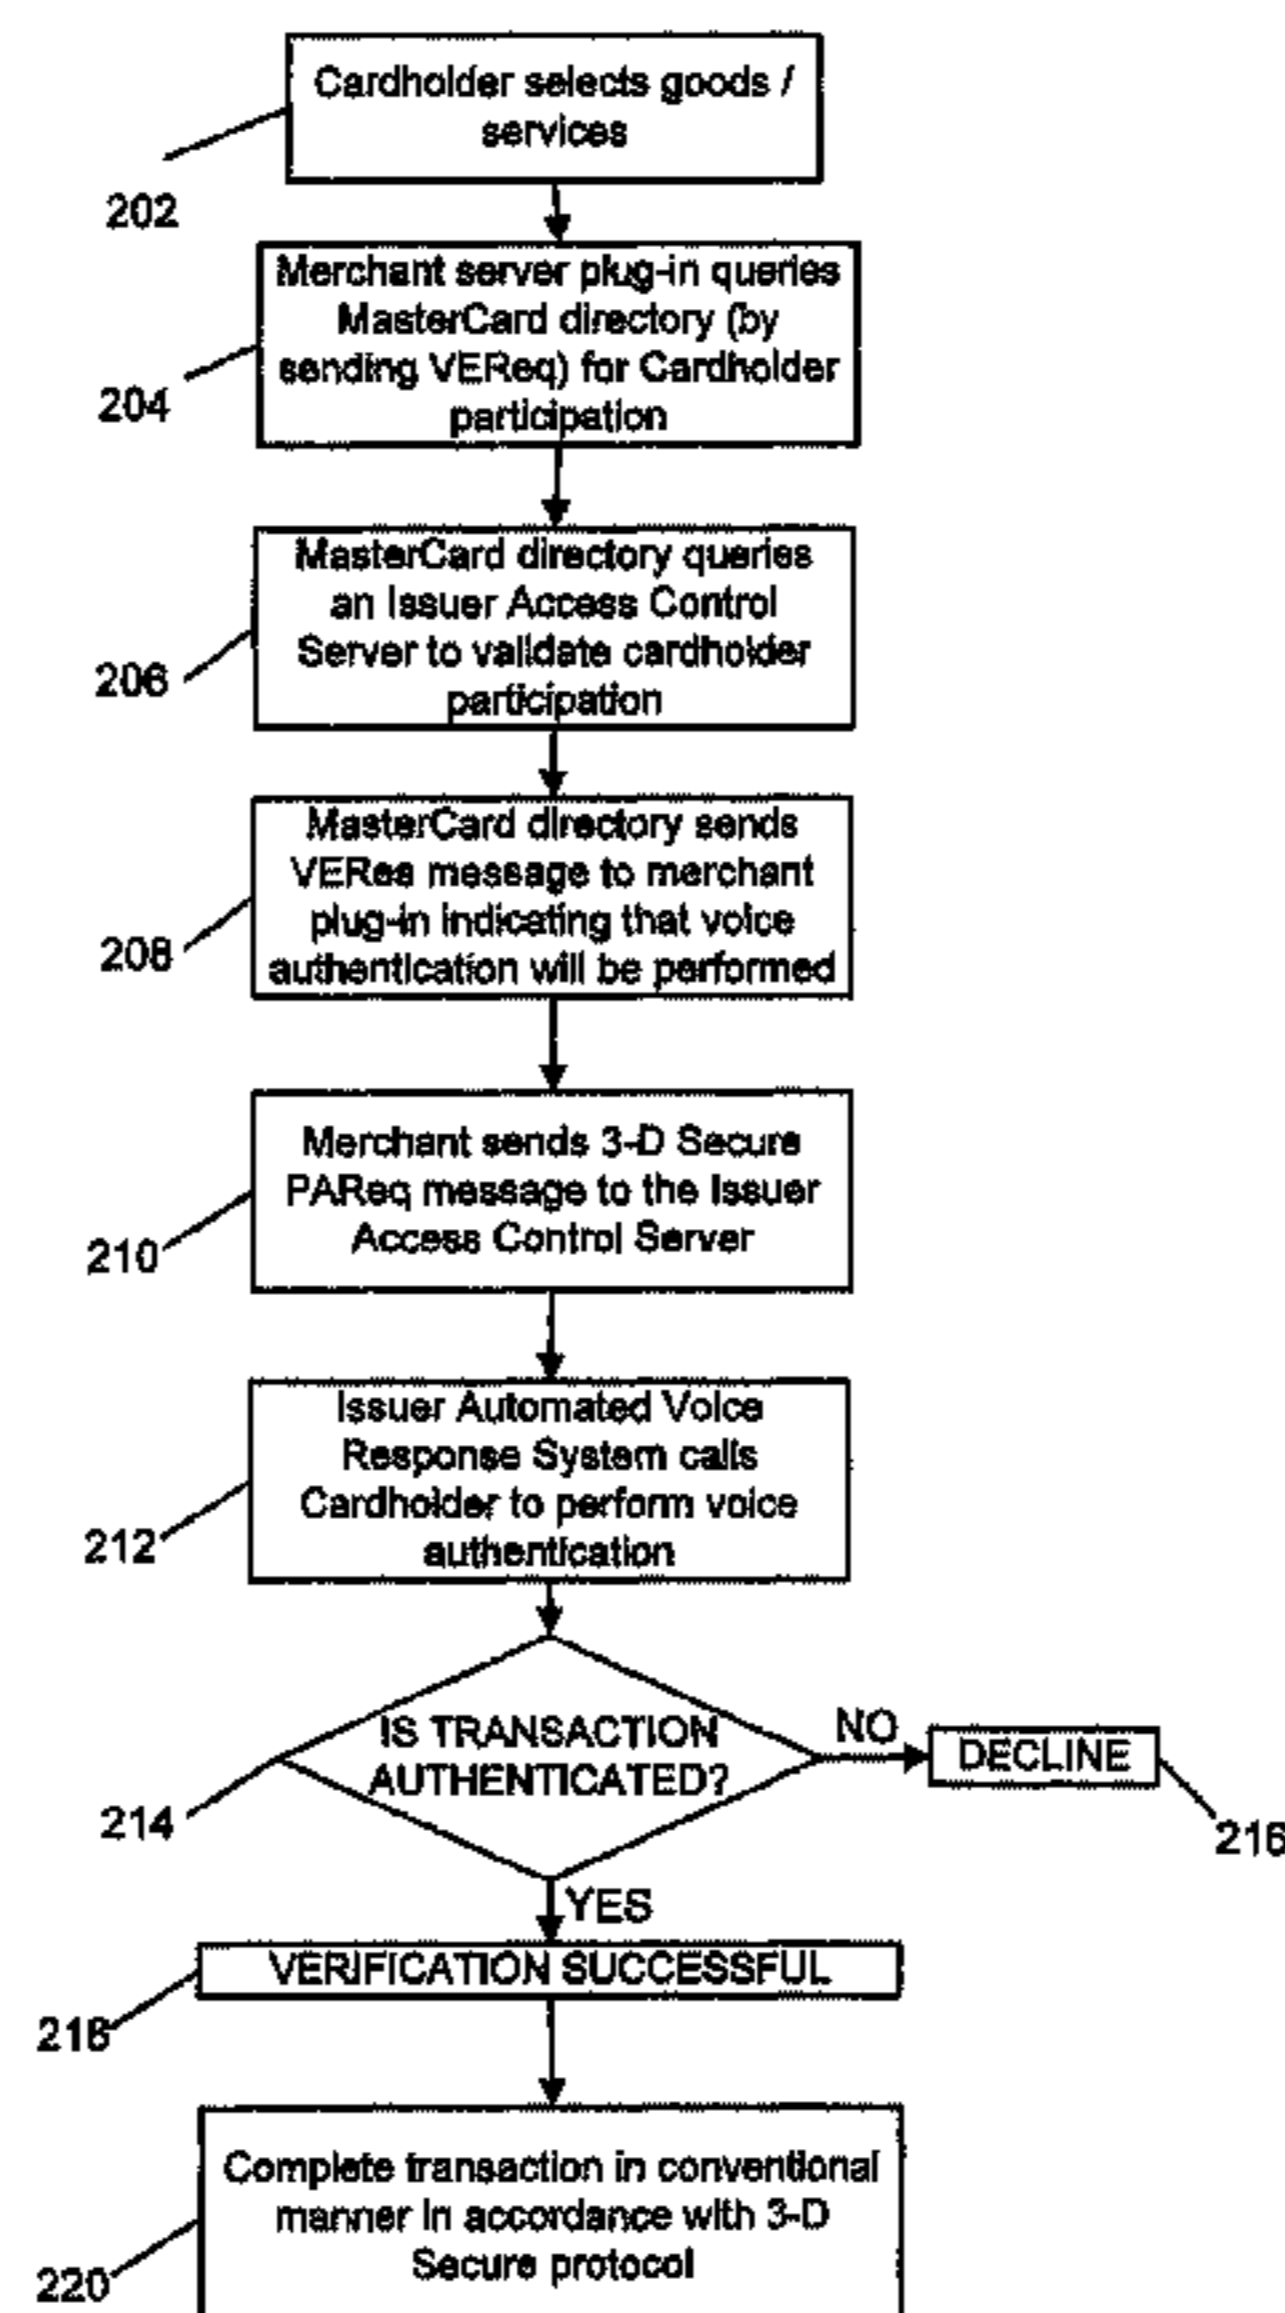 Cardholder selects goods /
services
202
Merchant server plug-in queries
MasterCard directory (by
sending VEReq) for Cardholder
participation
204
MasterCard directory queries
an Issuer Access Control
Server to validate cardholder
participation
206
MasterCard directory sends
VERes message to merchant
plug-in indicating that voice
authentication will be performed
208
Merchant sends 3-D Secure
PAReq message to the Issuer
Access Control Server
210
Issuer Automated Voice
Response System calls
Cardholder to perform voice
authentication
212
IS TRANSACTION
AUTHENTICATED?
214
NO
DECLINE
216
YES
VERIFICATION SUCCESSFUL
218
Complete transaction in conventional
manner in accordance with 3-D
Secure protocol
220